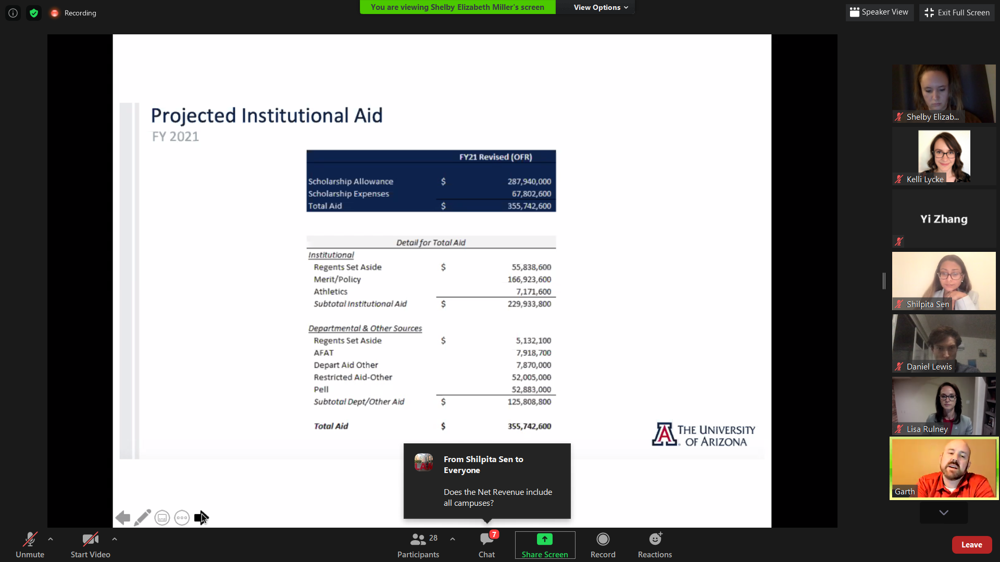 Recording
You are viewing Shelby Elizabeth Miller's screen
View Options
Speaker View
Exit Full Screen
Projected Institutional Aid
FY 2021
FY21 Revised (OFR)
Scholarship Allowance $ 287,940,000
Scholarship Expenses 67,802,600
Total Aid $ 355,742,600
Detail for Total Aid
Institutional
Regents Set Aside $ 55,838,600
Merit/Policy 166,923,600
Athletics 7,171,600
Subtotal Institutional Aid $ 229,933,800
Departmental & Other Sources
Regents Set Aside $ 5,132,100
AFAT 7,918,700
Depart Aid Other 7,870,000
Restricted Aid-Other 52,005,000
Pell 52,883,000
Subtotal Dept/Other Aid $ 125,808,800
Total Aid $ 355,742,600
A THE UNIVERSITY
OF ARIZONA
LAW
From Shilpita Sen to
Everyone
Does the Net Revenue include
all campuses?
Shelby Elizab...
Kelli Lycke
Yi Zhang
Shilpita Sen
Daniel Lewis
Lisa Rulney
Garth
Unmute
Start Video
28
Participants
7
Chat
Share Screen
Record
Reactions
Leave